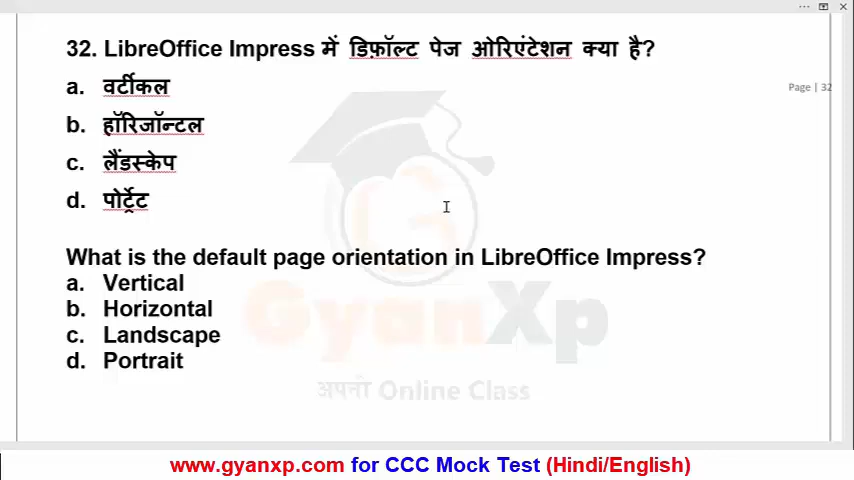 32. LibreOffice Impress में डिफ़ॉल्ट पेज ओरिएंटेशन क्या है?
a. वर्टीकल
Page | 32
b. हॉरिजॉन्टल
c. लैंडस्केप
d. पोर्ट्रेट
What is the default page orientation in LibreOffice Impress?
a. Vertical
b. Horizontal
c. Landscape
d. Portrait
GyanXp
अपनी Online Class
www.gyanxp.com for CCC Mock Test (Hindi/English)